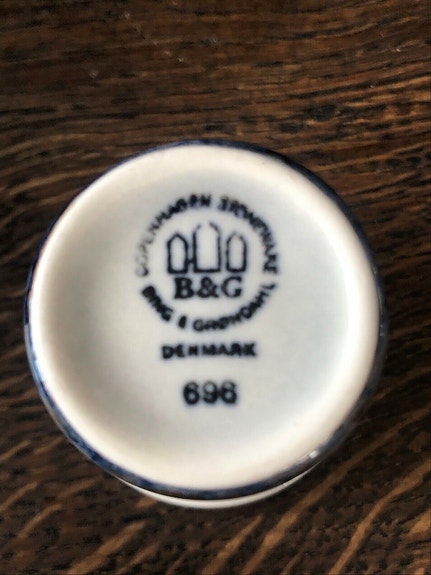 COPENHAGEN STONEWARE
B&G
BING & GRØNDAHL
DENMARK
696